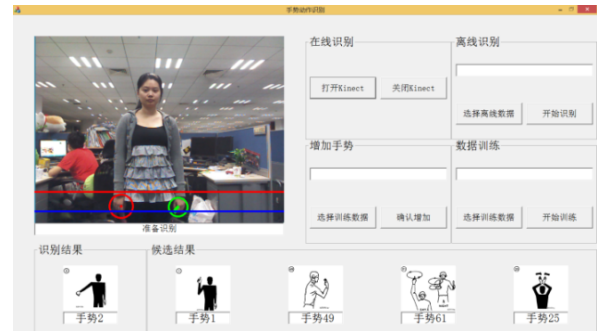 手势动作识别
在线识别
离线识别
打开Kinect
关闭Kinect
选择离线数据
开始识别
增加手势
数据训练
选择训练数据
确认增加
选择训练数据
开始训练
准备识别
识别结果
候选结果
手势2
手势1
手势49
手势61
手势25